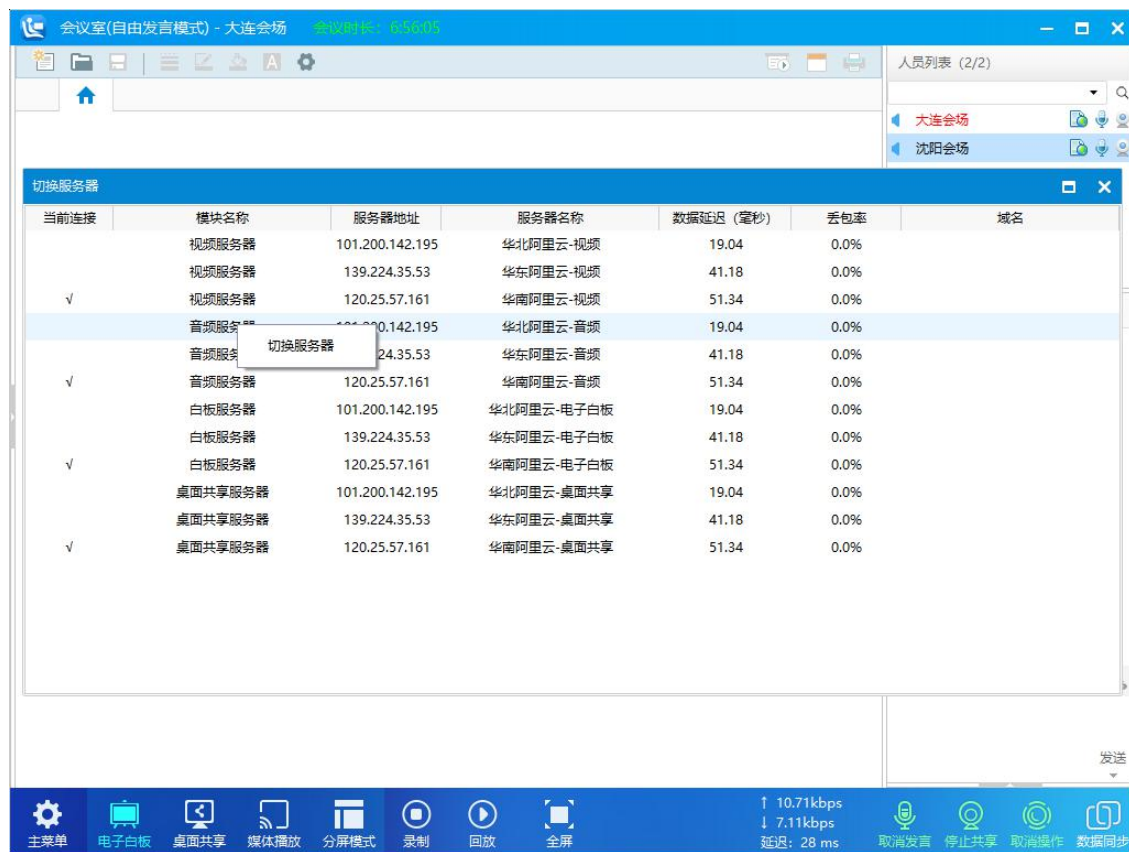 会议室(自由发言模式) - 大连会场 会议时长: 6:56:05
人员列表 (2/2)
大连会场
沈阳会场
切换服务器
当前连接 模块名称 服务器地址 服务器名称 数据延迟（毫秒） 丢包率 域名
视频服务器 101.200.142.195 华北阿里云-视频 19.04 0.0%
视频服务器 139.224.35.53 华东阿里云-视频 41.18 0.0%
√ 视频服务器 120.25.57.161 华南阿里云-视频 51.34 0.0%
音频服务器 101.200.142.195 华北阿里云-音频 19.04 0.0%
切换服务器
音频服务 24.35.53 华东阿里云-音频 41.18 0.0%
√ 音频服务器 120.25.57.161 华南阿里云-音频 51.34 0.0%
白板服务器 101.200.142.195 华北阿里云-电子白板 19.04 0.0%
白板服务器 139.224.35.53 华东阿里云-电子白板 41.18 0.0%
√ 白板服务器 120.25.57.161 华南阿里云-电子白板 51.34 0.0%
桌面共享服务器 101.200.142.195 华北阿里云-桌面共享 19.04 0.0%
桌面共享服务器 139.224.35.53 华东阿里云-桌面共享 41.18 0.0%
√ 桌面共享服务器 120.25.57.161 华南阿里云-桌面共享 51.34 0.0%
发送
↑ 10.71kbps
↓ 7.11kbps
延迟: 28 ms
主菜单 电子白板 桌面共享 媒体播放 分屏模式 录制 回放 全屏 取消发言 停止共享 取消操作 数据同步